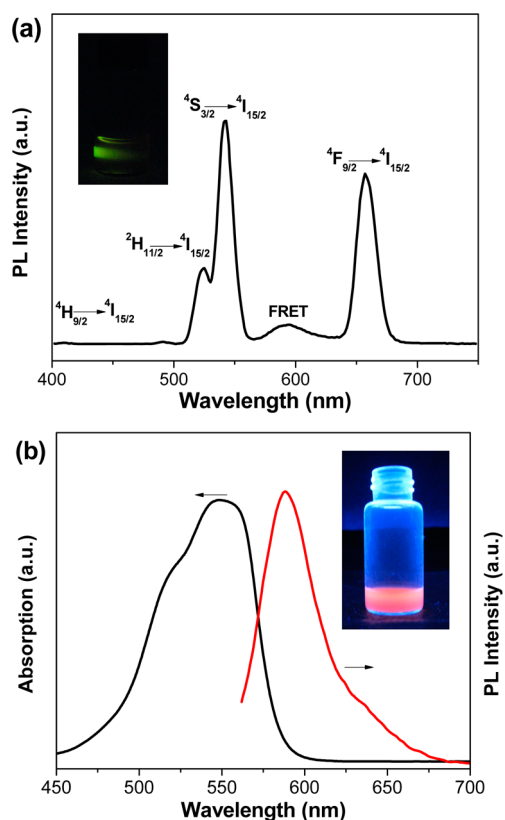 (a)
PL Intensity (a.u.)
⁴S₃/₂ → ⁴I₁₅/₂
⁴F₉/₂ → ⁴I₁₅/₂
²H₁₁/₂ → ⁴I₁₅/₂
⁴H₉/₂ → ⁴I₁₅/₂
FRET
400 500 600 700
Wavelength (nm)
(b)
Absorption (a.u.)
PL Intensity (a.u.)
450 500 550 600 650 700
Wavelength (nm)